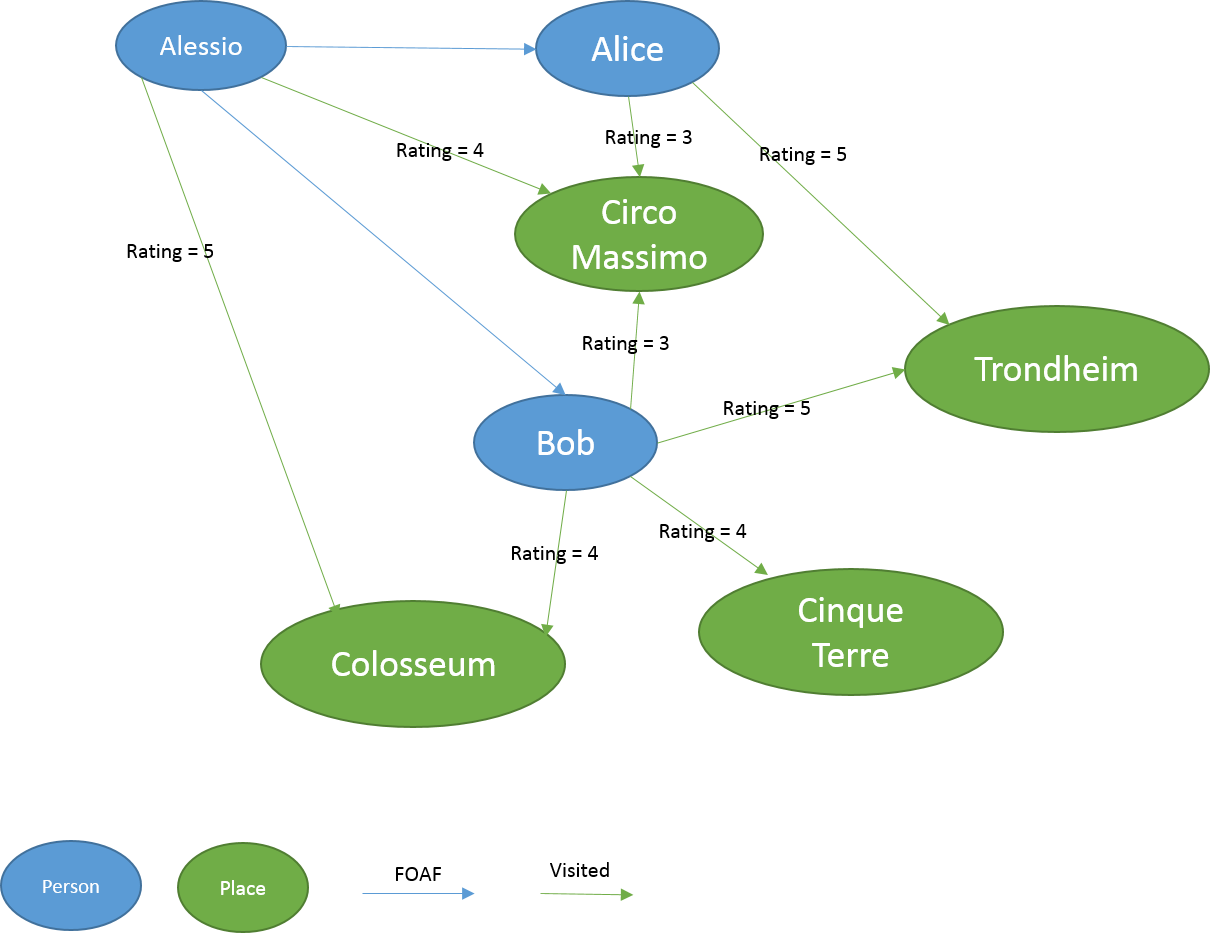 Alessio
Alice
Rating = 4
Rating = 3
Rating = 5
Circo
Massimo
Rating = 5
Rating = 3
Trondheim
Rating = 5
Bob
Rating = 4
Rating = 4
Cinque
Terre
Colosseum
Person
Place
FOAF
Visited